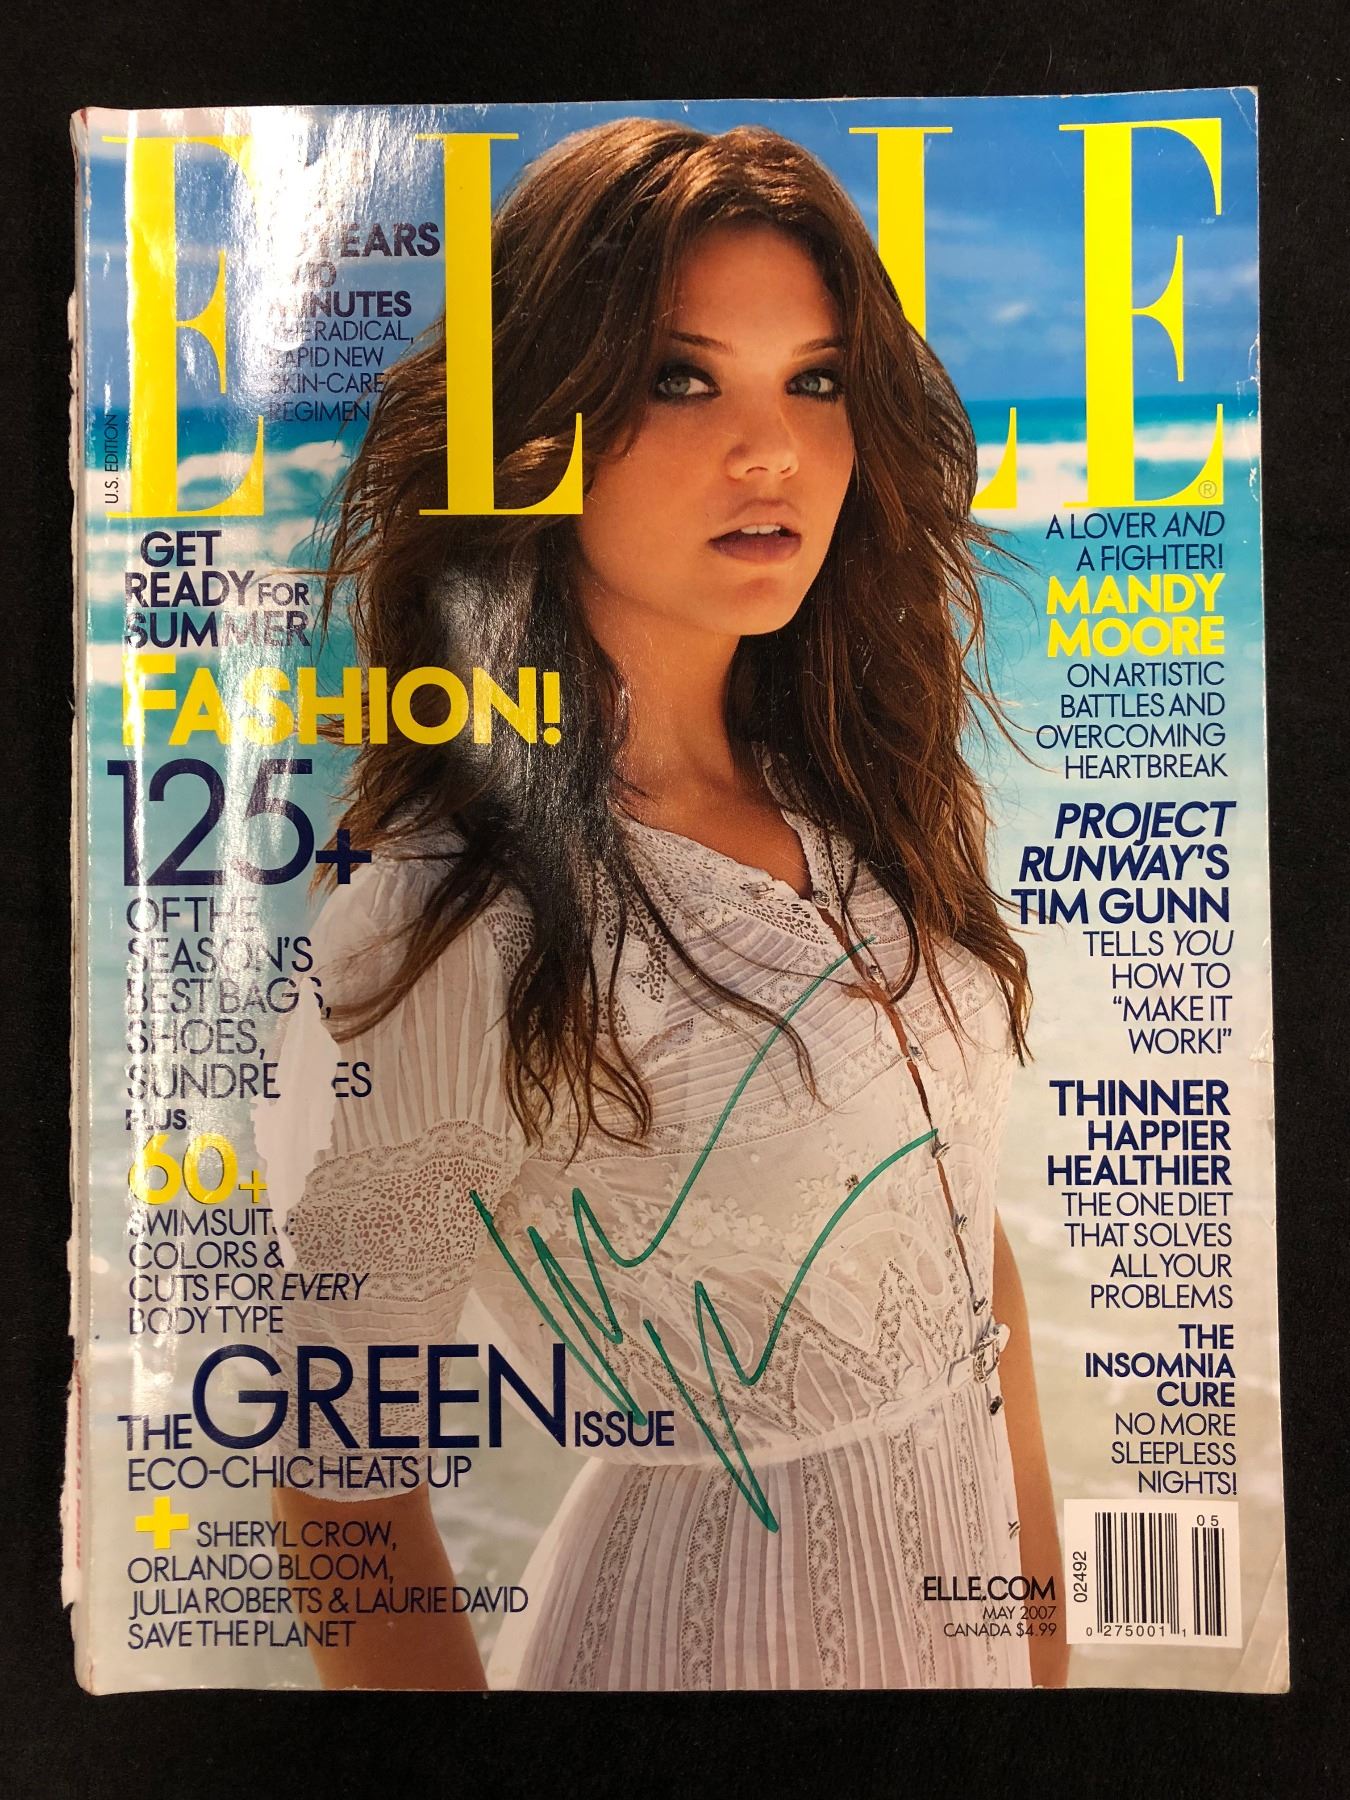 ELLE
YEARS
MINUTES
RADICAL,
RAPID NEW
SKIN-CARE
REGIMEN
U.S. EDITION
GET
READY FOR
SUMMER
FASHION!
125+
OF THE
SEASON'S
BEST BAGS,
SHOES,
SUNDRESSES
PLUS:
60+
SWIMSUIT
COLORS &
CUTS FOR EVERY
BODY TYPE
THE GREEN ISSUE
ECO-CHIC HEATS UP
+ SHERYL CROW,
ORLANDO BLOOM,
JULIA ROBERTS & LAURIE DAVID
SAVE THE PLANET
®
A LOVER AND
A FIGHTER!
MANDY
MOORE
ON ARTISTIC
BATTLES AND
OVERCOMING
HEARTBREAK
PROJECT
RUNWAY'S
TIM GUNN
TELLS YOU
HOW TO
"MAKE IT
WORK!"
THINNER
HAPPIER
HEALTHIER
THE ONE DIET
THAT SOLVES
ALL YOUR
PROBLEMS
THE
INSOMNIA
CURE
NO MORE
SLEEPLESS
NIGHTS!
ELLE.COM
MAY 2007
CANADA $4.99
02492
05
0 275001 1